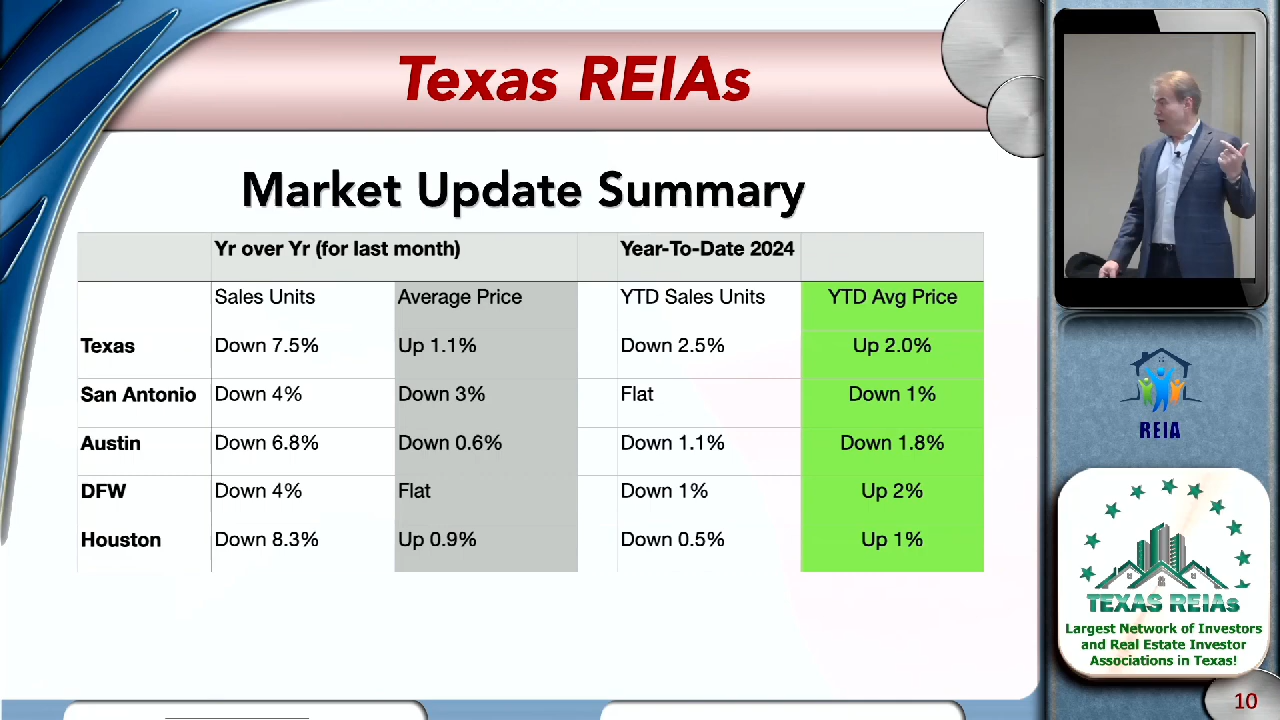 Texas REIAs
Market Update Summary
Yr over Yr (for last month) Year-To-Date 2024
Sales Units Average Price YTD Sales Units YTD Avg Price
Texas Down 7.5% Up 1.1% Down 2.5% Up 2.0%
San Antonio Down 4% Down 3% Flat Down 1%
Austin Down 6.8% Down 0.6% Down 1.1% Down 1.8%
DFW Down 4% Flat Down 1% Up 2%
Houston Down 8.3% Up 0.9% Down 0.5% Up 1%
REIA
TEXAS REIAs
Largest Network of Investors
and Real Estate Investor
Associations in Texas!
10